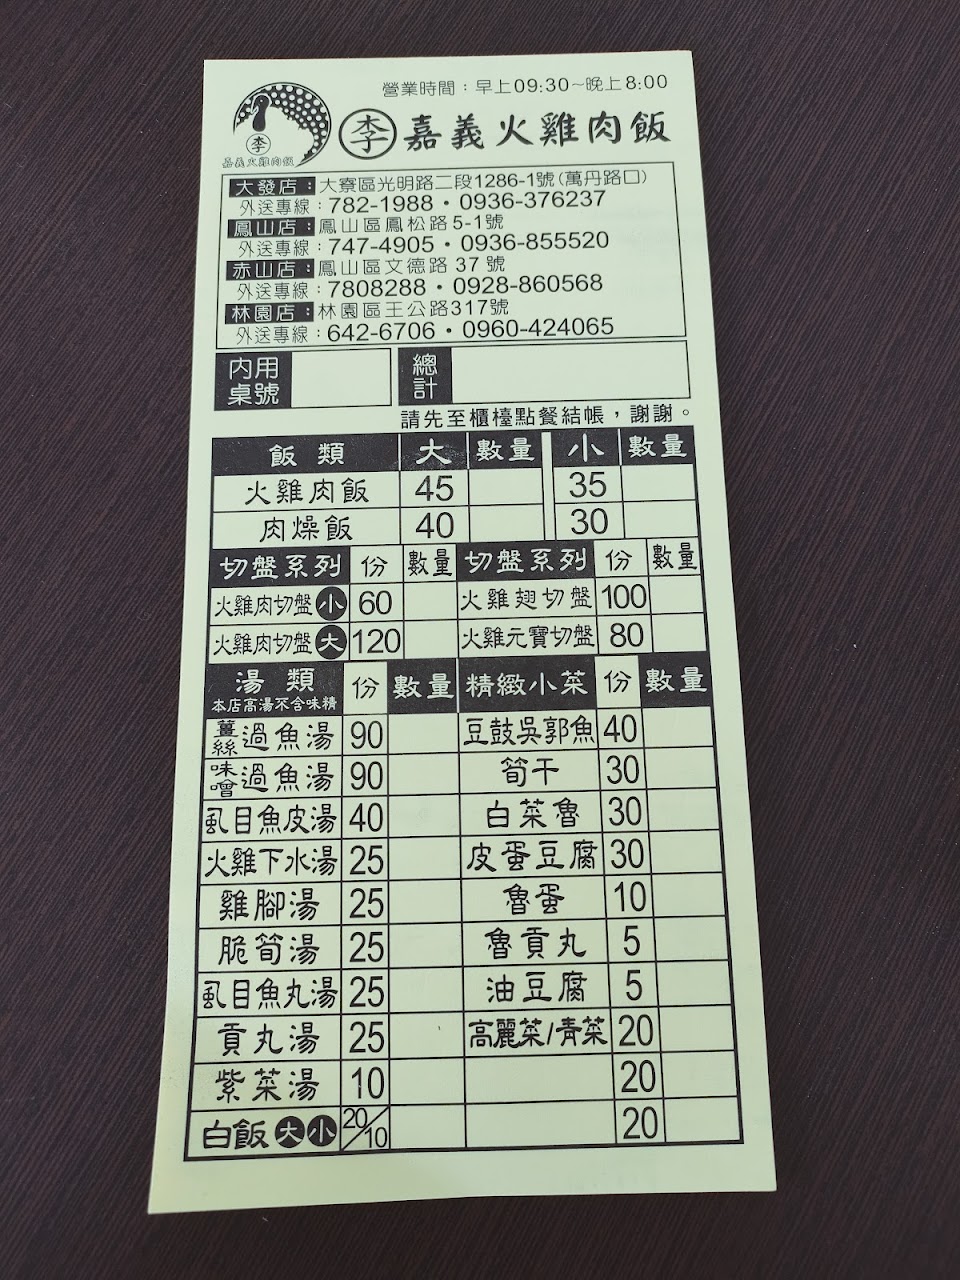 營業時間：早上09:30~晚上8:00
李 嘉義火雞肉飯
李
嘉義火雞肉飯
大發店：大寮區光明路二段1286-1號(萬丹路口)
外送專線：782-1988・0936-376237
鳳山店：鳳山區鳳松路5-1號
外送專線：747-4905・0936-855520
赤山店：鳳山區文德路 37 號
外送專線：7808288・0928-860568
林園店：林園區王公路317號
外送專線：642-6706・0960-424065
內用桌號 總計
請先至櫃檯點餐結帳，謝謝。
飯類 大 數量 小 數量
火雞肉飯 45 35
肉燥飯 40 30
切盤系列 份 數量 切盤系列 份 數量
火雞肉切盤小 60 火雞翅切盤 100
火雞肉切盤大 120 火雞元寶切盤 80
湯類 份 數量 精緻小菜 份 數量
本店高湯不含味精
薑絲過魚湯 90 豆鼓吳郭魚 40
味噌過魚湯 90 筍干 30
虱目魚皮湯 40 白菜魯 30
火雞下水湯 25 皮蛋豆腐 30
雞腳湯 25 魯蛋 10
脆筍湯 25 魯貢丸 5
虱目魚丸湯 25 油豆腐 5
貢丸湯 25 高麗菜/青菜 20
紫菜湯 10 20
白飯大小 20/10 20